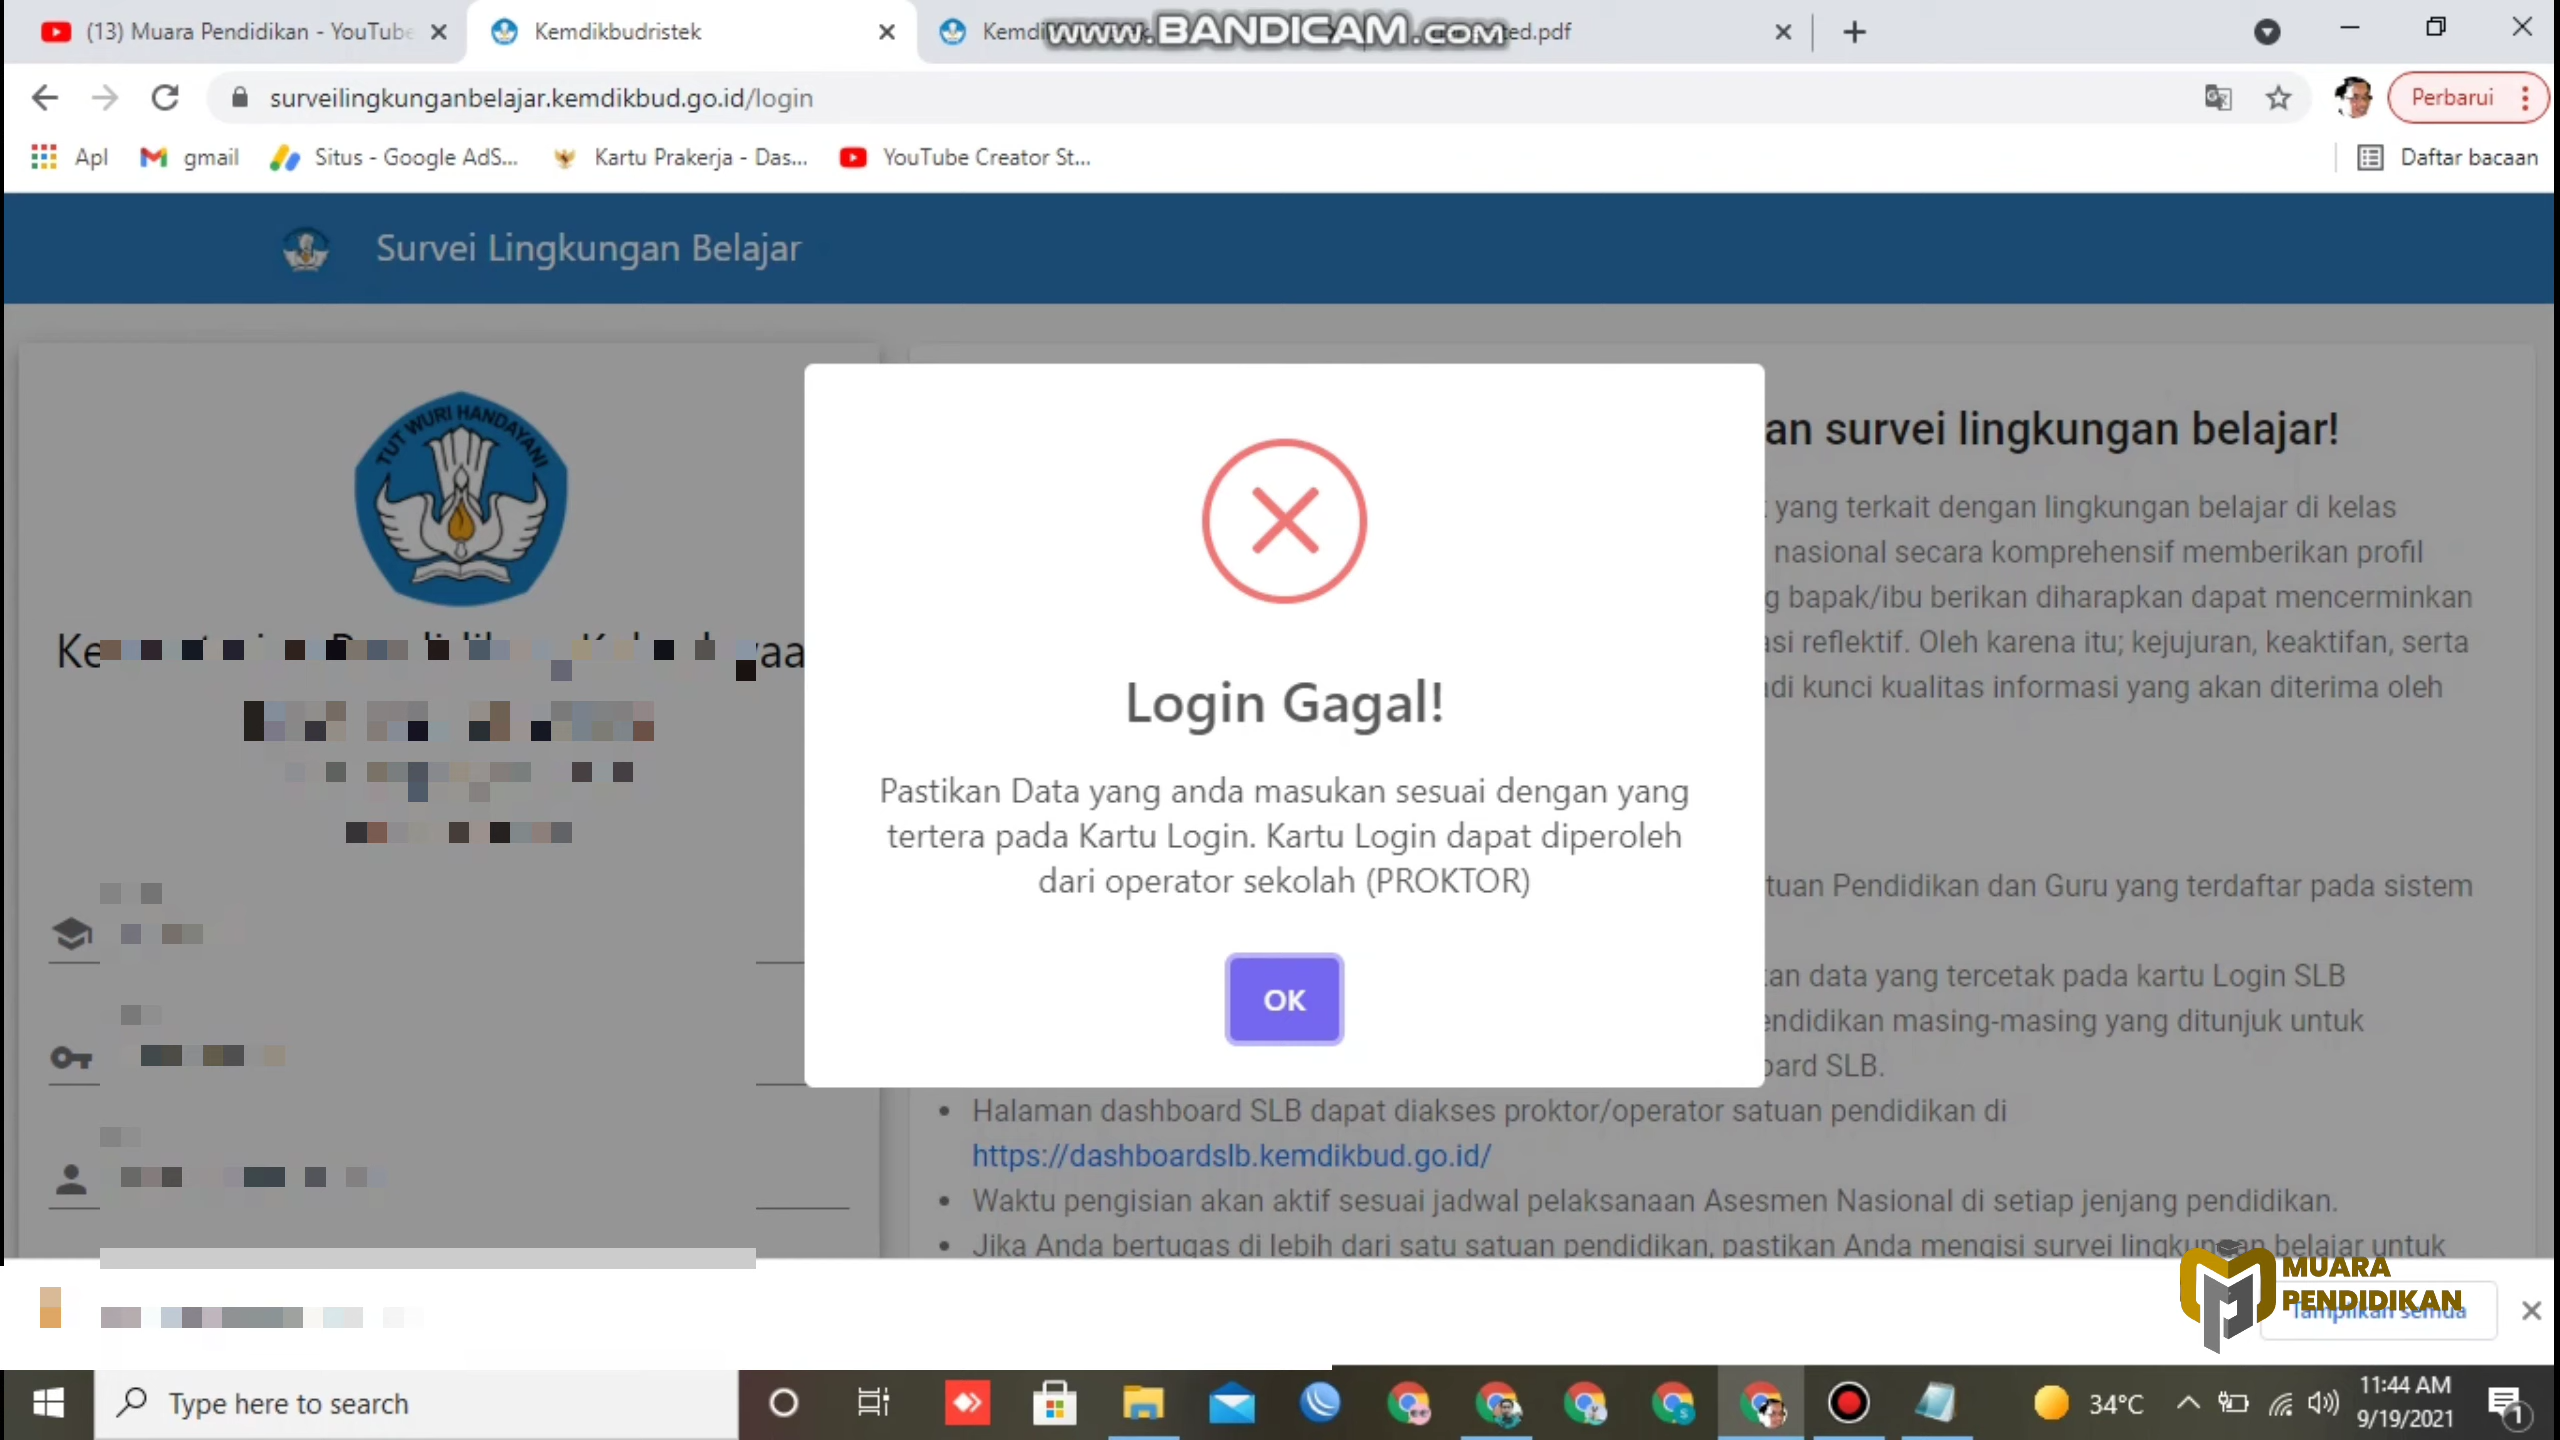 (13) Muara Pendidikan - YouTube
Kemdikbudristek
www.BANDICAM.com
surveilingkunganbelajar.kemdikbud.go.id/login
Perbarui
Apl
gmail
Situs - Google AdS...
Kartu Prakerja - Das...
YouTube Creator St...
Daftar bacaan
Survei Lingkungan Belajar
TUT WURI HANDAYANI
an survei lingkungan belajar!
yang terkait dengan lingkungan belajar di kelas
nasional secara komprehensif memberikan profil
bapak/ibu berikan diharapkan dapat mencerminkan
si reflektif. Oleh karena itu; kejujuran, keaktifan, serta
di kunci kualitas informasi yang akan diterima oleh
Login Gagal!
Pastikan Data yang anda masukan sesuai dengan yang
tertera pada Kartu Login. Kartu Login dapat diperoleh
dari operator sekolah (PROKTOR)
OK
tuan Pendidikan dan Guru yang terdaftar pada sistem
an data yang tercetak pada kartu Login SLB
endidikan masing-masing yang ditunjuk untuk
oard SLB.
• Halaman dashboard SLB dapat diakses proktor/operator satuan pendidikan di
https://dashboardslb.kemdikbud.go.id/
• Waktu pengisian akan aktif sesuai jadwal pelaksanaan Asesmen Nasional di setiap jenjang pendidikan.
• Jika Anda bertugas di lebih dari satu satuan pendidikan, pastikan Anda mengisi survei lingkungan belajar untuk
MUARA
PENDIDIKAN
Tampilkan semua
Type here to search
34°C
11:44 AM
9/19/2021
1